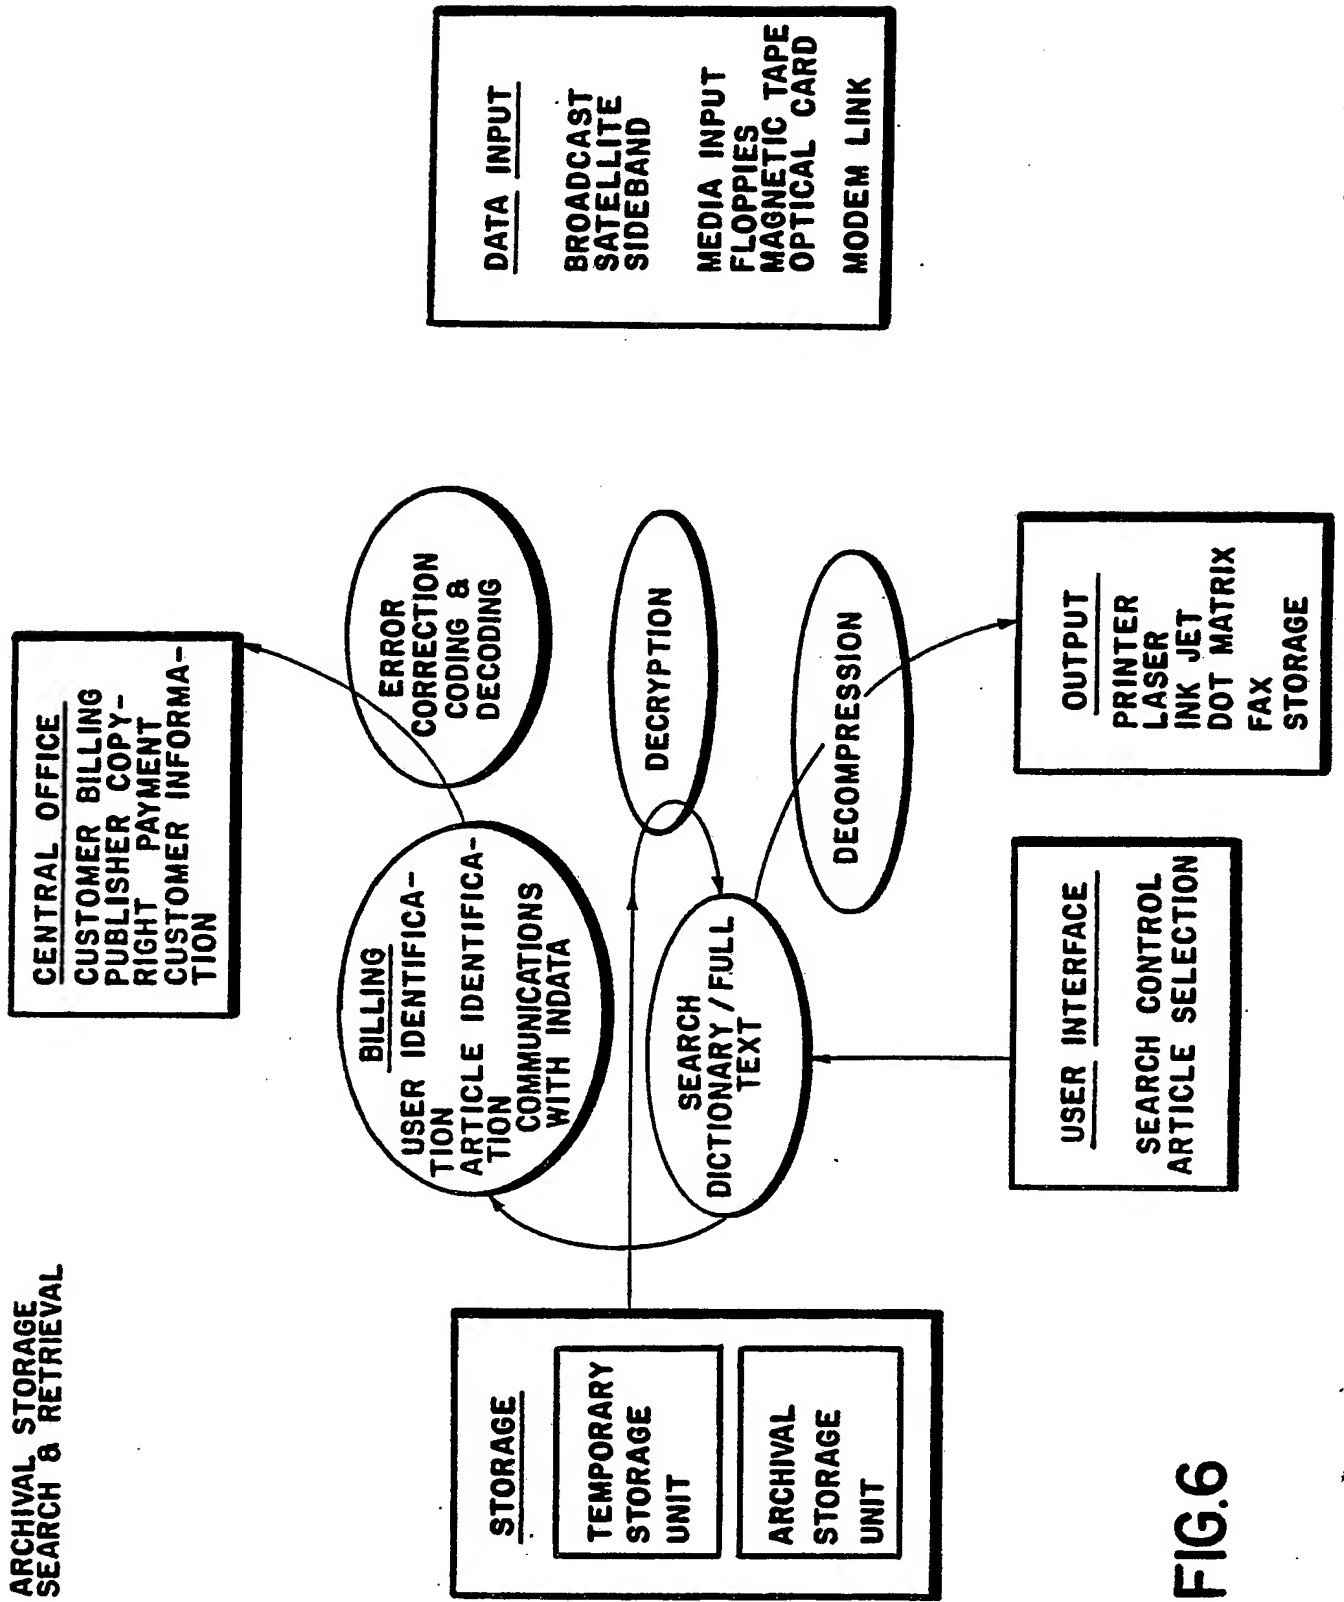 ARCHIVAL STORAGE
SEARCH & RETRIEVAL
CENTRAL OFFICE
CUSTOMER BILLING
PUBLISHER COPY-
RIGHT PAYMENT
CUSTOMER INFORMA-
TION
BILLING
USER IDENTIFICA-
TION
ARTICLE IDENTIFICA-
TION
COMMUNICATIONS
WITH INDATA
ERROR
CORRECTION
CODING &
DECODING
DATA INPUT
BROADCAST
SATELLITE
SIDEBAND
MEDIA INPUT
FLOPPIES
MAGNETIC TAPE
OPTICAL CARD
MODEM LINK
STORAGE
TEMPORARY
STORAGE
UNIT
ARCHIVAL
STORAGE
UNIT
DECRYPTION
SEARCH
DICTIONARY / FULL
TEXT
DECOMPRESSION
USER INTERFACE
SEARCH CONTROL
ARTICLE SELECTION
OUTPUT
PRINTER
LASER
INK JET
DOT MATRIX
FAX
STORAGE
FIG.6